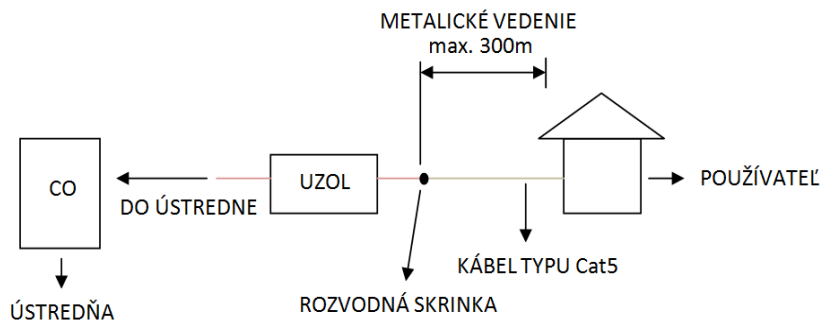 METALICKÉ VEDENIE
max. 300m
CO
UZOL
POUŽÍVATEĽ
DO ÚSTREDNE
KÁBEL TYPU Cat5
ÚSTREDŇA
ROZVODNÁ SKRINKA